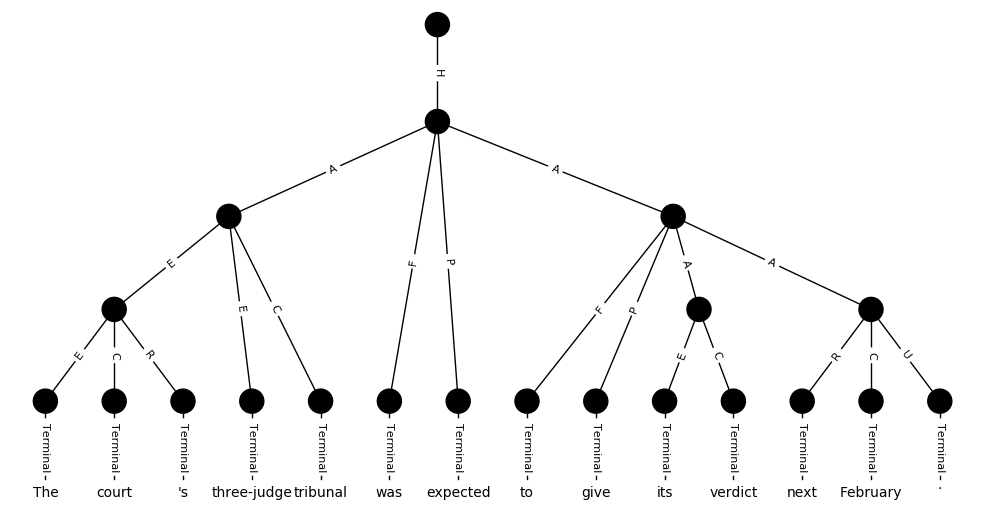 H
A A
E E C F P F P A A
E C R E C R C U
Terminal Terminal Terminal Terminal Terminal Terminal Terminal Terminal Terminal Terminal Terminal Terminal Terminal Terminal
The court 's three-judge tribunal was expected to give its verdict next February .